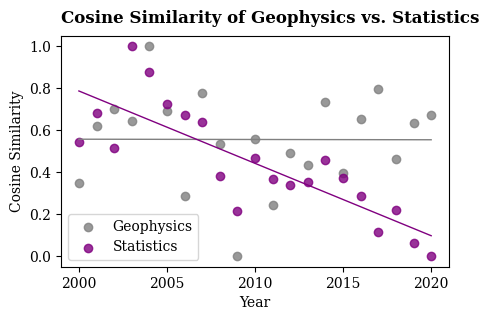 Cosine Similarity of Geophysics vs. Statistics
1.0
0.8
0.6
0.4
0.2
0.0
Cosine Similarity
Geophysics
Statistics
2000
2005
2010
2015
2020
Year